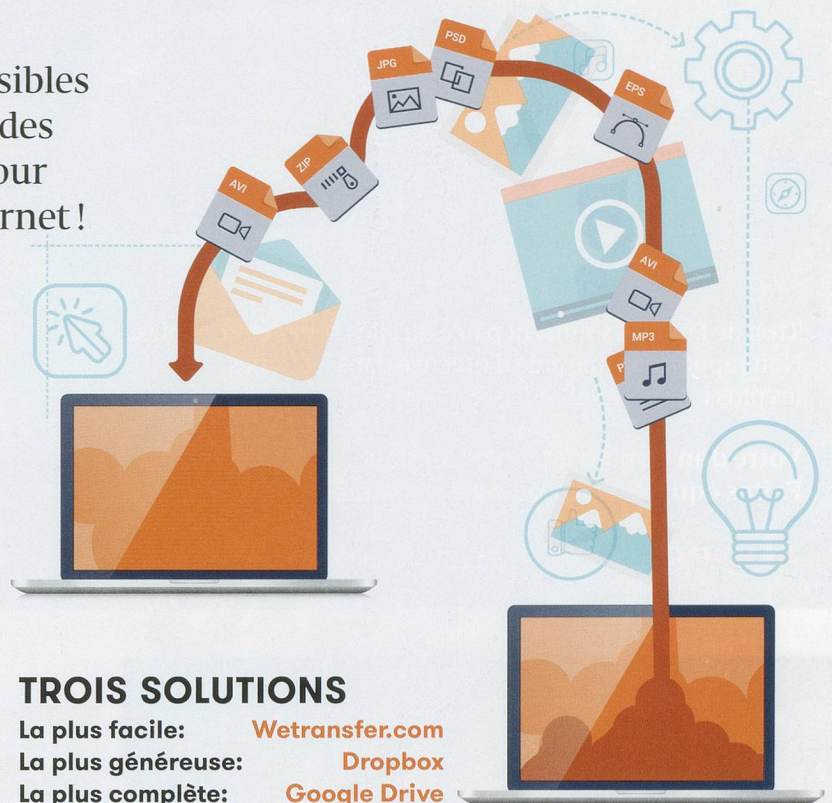 sibles
des
our
rnet !
PSD
JPG
EPS
ZIP
AVI
AVI
MP3
TROIS SOLUTIONS
La plus facile: Wetransfer.com
La plus généreuse: Dropbox
La plus complète: Google Drive